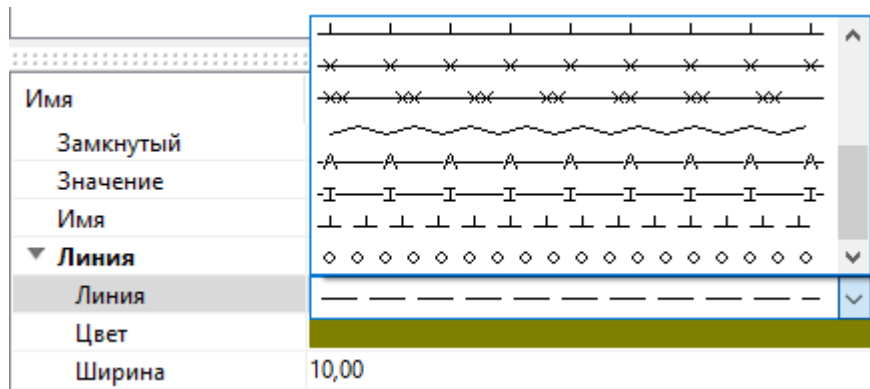 Имя
Замкнутый
Значение
Имя
Линия
Линия
Цвет
Ширина 10,00